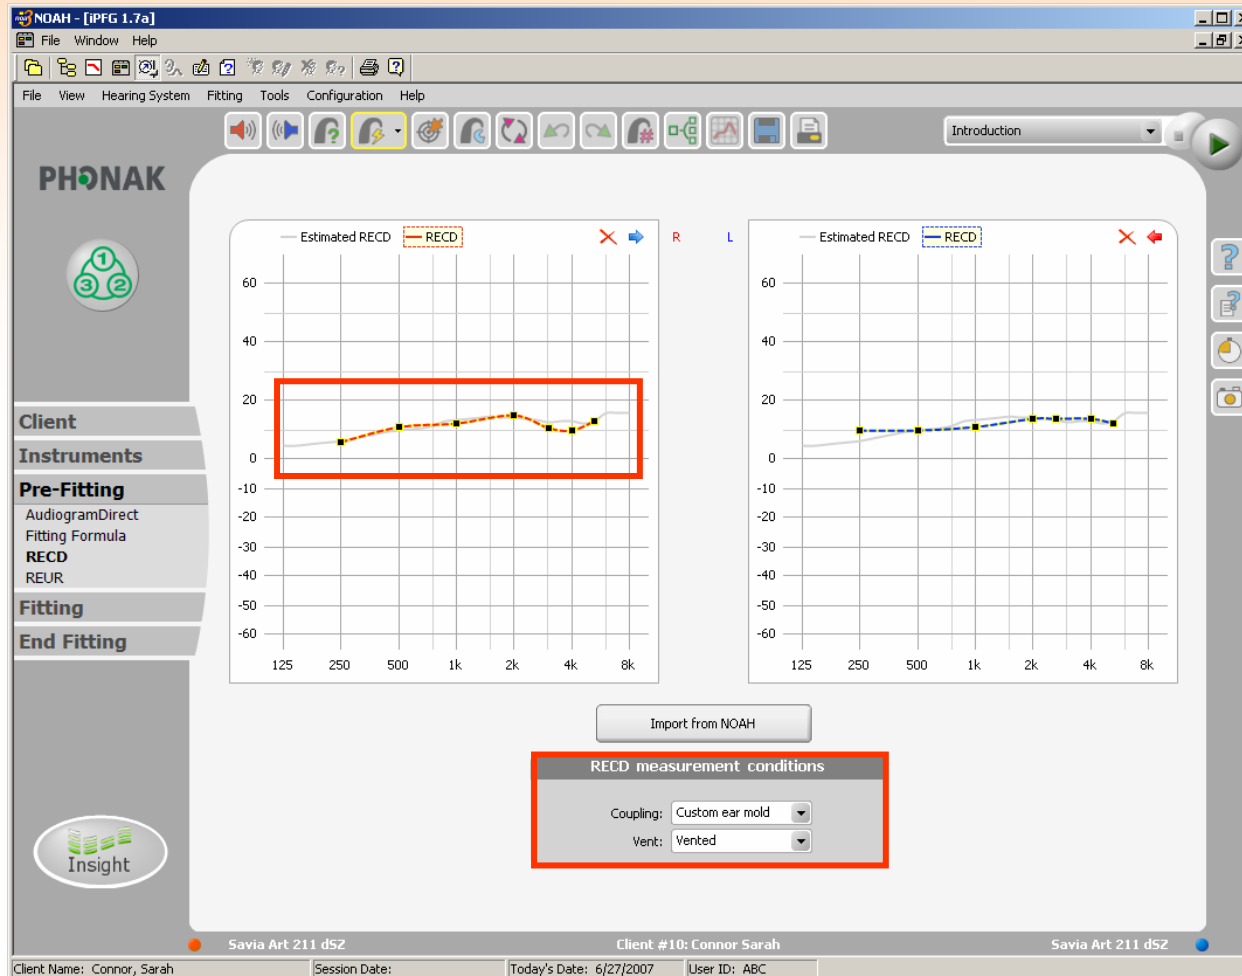 NOAH - [iPFG 1.7a]
File Window Help
File View Hearing System Fitting Tools Configuration Help
Introduction
PHONAK
1
3 2
Estimated RECD RECD
R L
Estimated RECD RECD
60
40
20
0
-10
-20
-30
-40
-50
-60
125 250 500 1k 2k 4k 8k
60
40
20
0
-10
-20
-30
-40
-50
-60
125 250 500 1k 2k 4k 8k
Client
Instruments
Pre-Fitting
AudiogramDirect
Fitting Formula
RECD
REUR
Fitting
End Fitting
Import from NOAH
RECD measurement conditions
Coupling: Custom ear mold
Vent: Vented
Insight
Savia Art 211 dSZ Client #10: Connor Sarah Savia Art 211 dSZ
Client Name: Connor, Sarah Session Date: Today's Date: 6/27/2007 User ID: ABC